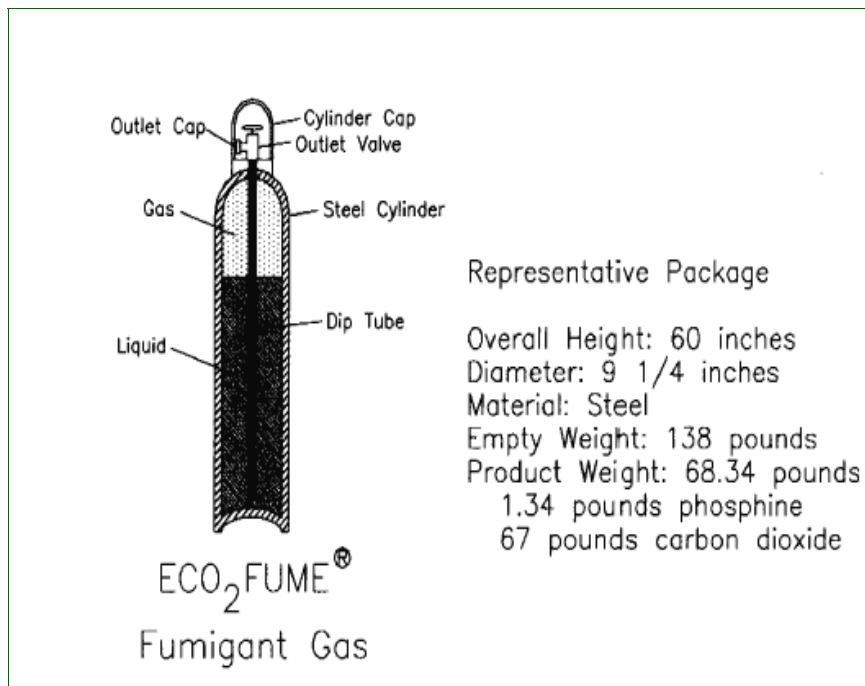 Outlet Cap
Cylinder Cap
Outlet Valve
Gas
Steel Cylinder
Dip Tube
Liquid
Representative Package
Overall Height: 60 inches
Diameter: 9 1/4 inches
Material: Steel
Empty Weight: 138 pounds
Product Weight: 68.34 pounds
1.34 pounds phosphine
67 pounds carbon dioxide
ECO₂FUME®
Fumigant Gas